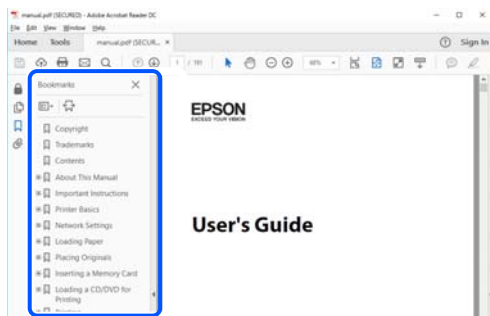 manual.pdf (SECURED) - Adobe Acrobat Reader DC
File Edit View Window Help
Home Tools manual.pdf (SECUR... × Sign In
1 / 191
Bookmarks
EPSON
EXCEED YOUR VISION
Copyright
Trademarks
Contents
About This Manual
Important Instructions
Printer Basics
Network Settings
User's Guide
Loading Paper
Placing Originals
Inserting a Memory Card
Loading a CD/DVD for
Printing